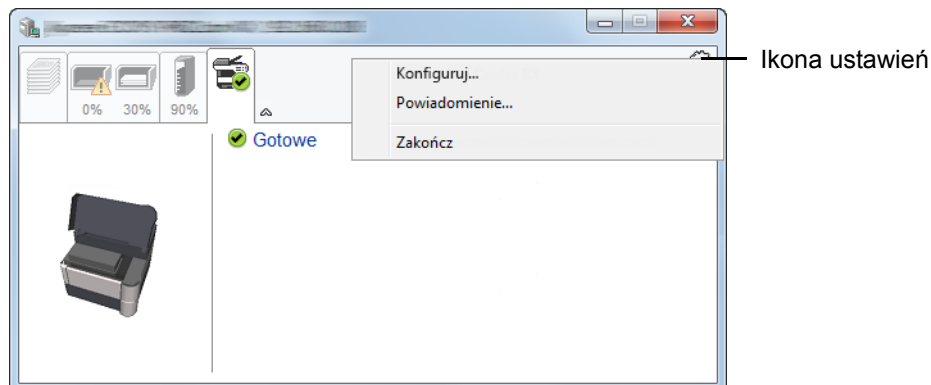 Konfiguruj...
Ikona ustawień
Powiadomienie...
0% 30% 90%
Gotowe
Zakończ